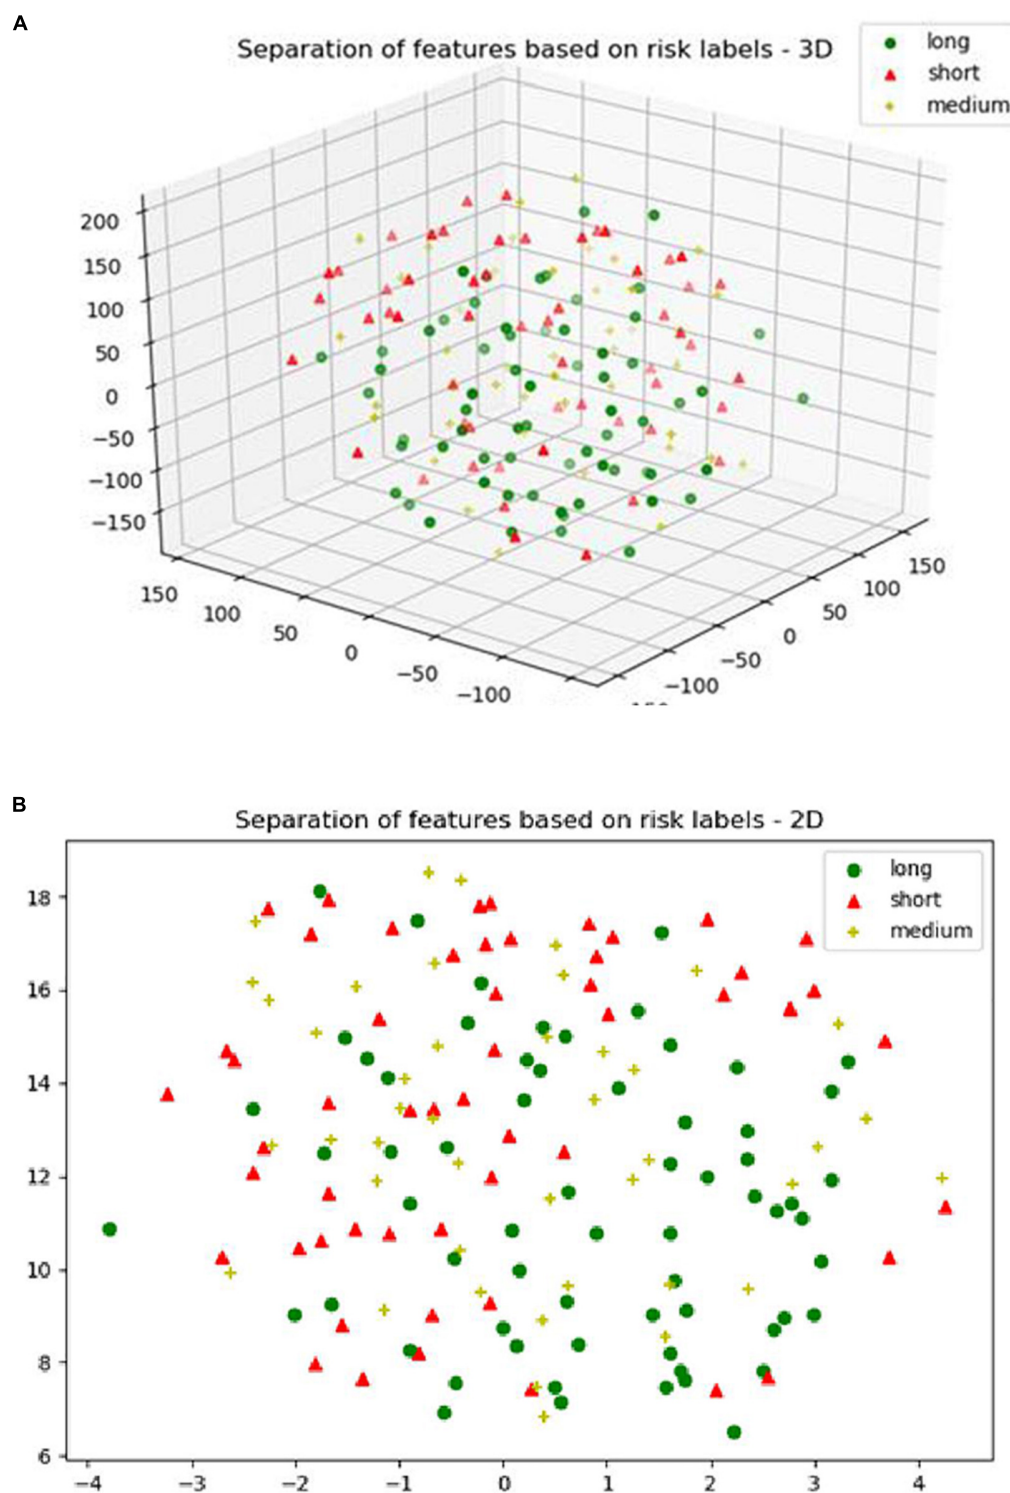 A
Separation of features based on risk labels - 3D
long
short
medium
200
150
100
50
0
−50
−100
−150
150
100
50
0
−50
−100
150
100
50
0
−50
−100
B
Separation of features based on risk labels - 2D
long
short
medium
18
16
14
12
10
8
6
−4 −3 −2 −1 0 1 2 3 4